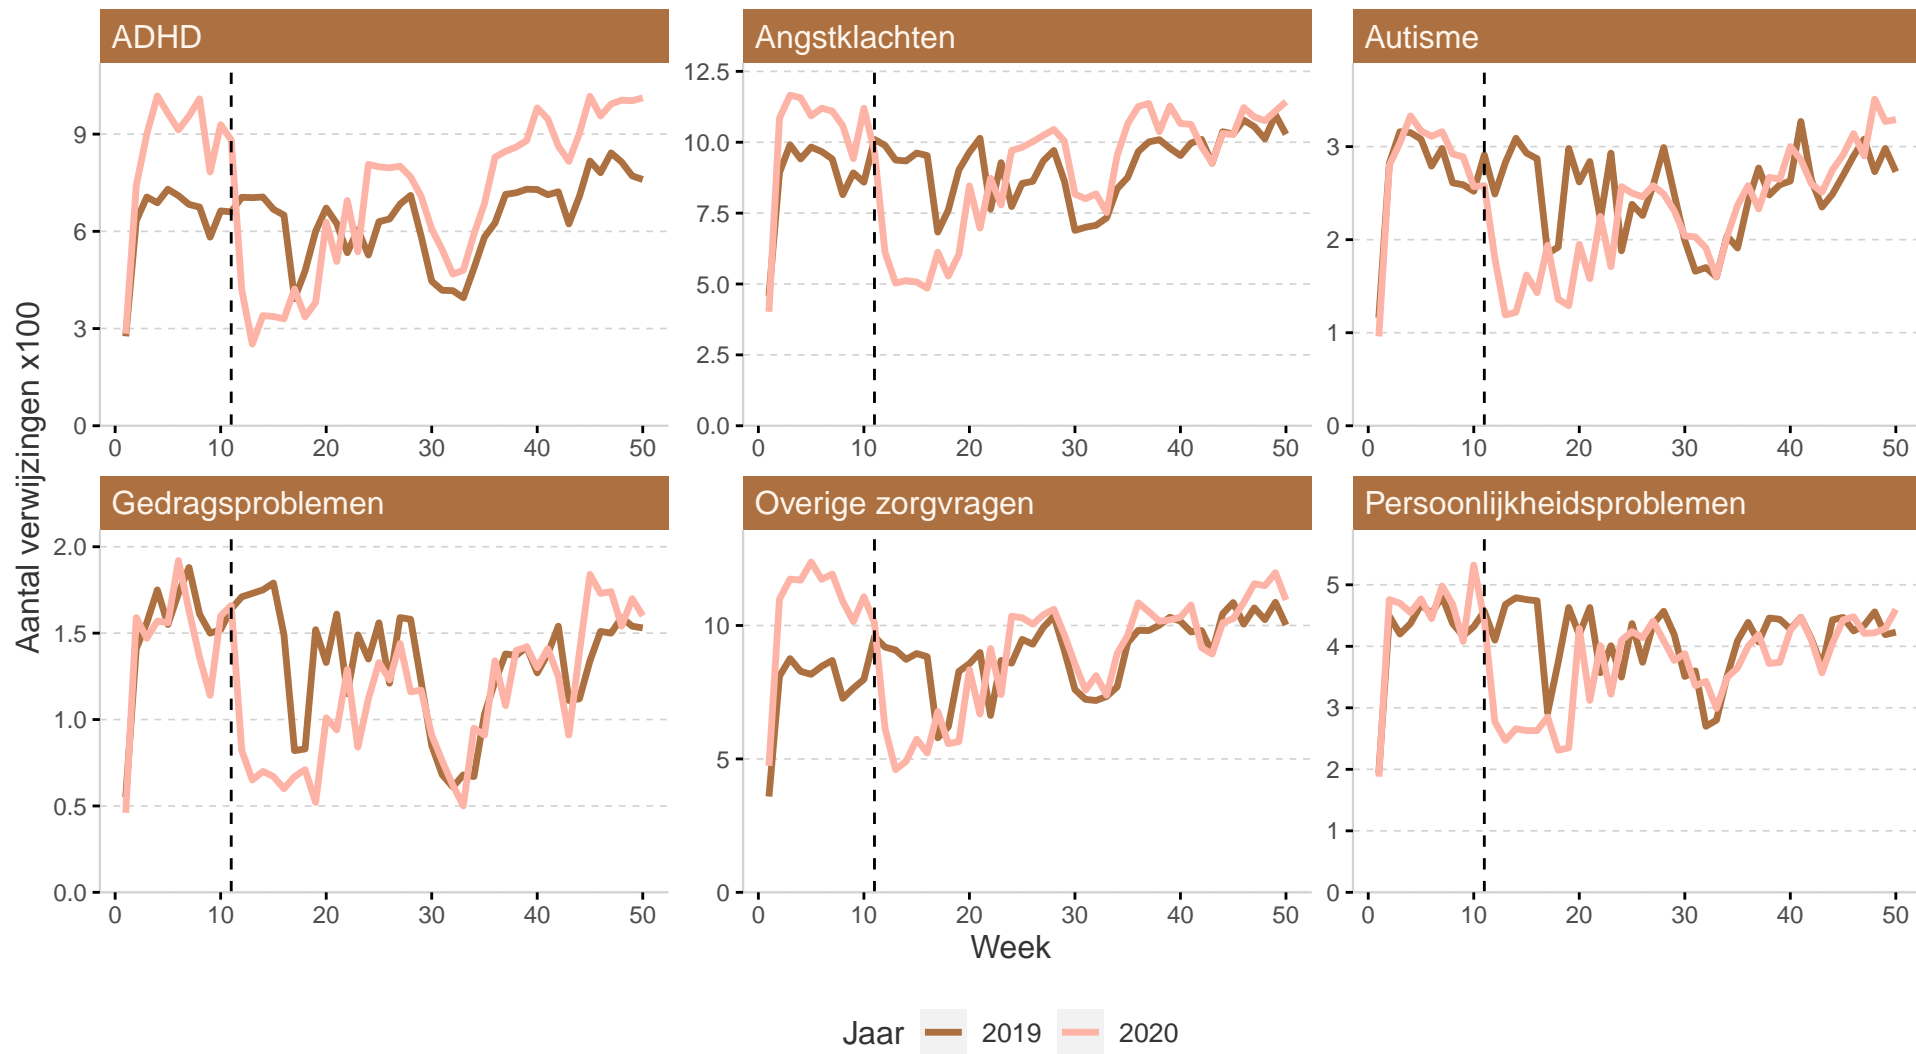 ADHD
Angstklachten
Autisme
12.5
10.0
7.5
5.0
2.5
0.0
9
6
3
0
3
2
1
0
0 10 20 30 40 50
0 10 20 30 40 50
0 10 20 30 40 50
Aantal verwijzingen x100
Gedragsproblemen
Overige zorgvragen
Persoonlijkheidsproblemen
2.0
1.5
1.0
0.5
0.0
10
5
0
5
4
3
2
1
0
0 10 20 30 40 50
0 10 20 30 40 50
0 10 20 30 40 50
Week
Jaar 2019 2020